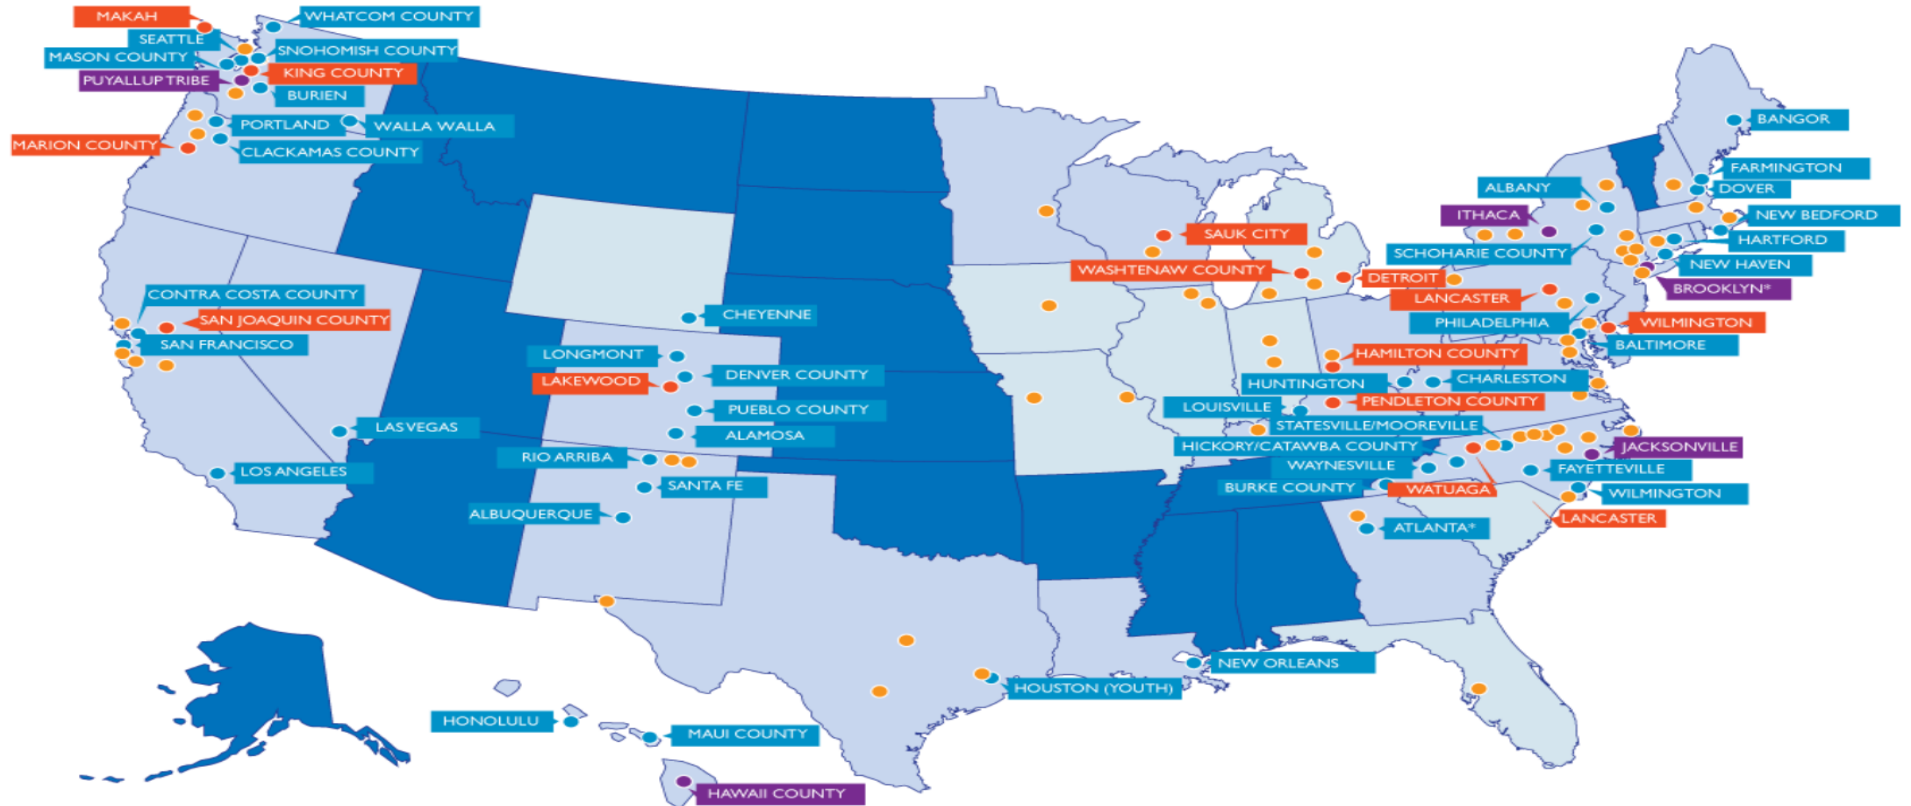 MAKAH
WHATCOM COUNTY
SEATTLE
SNOHOMISH COUNTY
MASON COUNTY
KING COUNTY
PUYALLUP TRIBE
BURIEN
PORTLAND
WALLA WALLA
MARION COUNTY
CLACKAMAS COUNTY
CONTRA COSTA COUNTY
SAN JOAQUIN COUNTY
SAN FRANCISCO
LAS VEGAS
LOS ANGELES
CHEYENNE
LONGMONT
DENVER COUNTY
LAKEWOOD
PUEBLO COUNTY
ALAMOSA
RIO ARRIBA
SANTA FE
ALBUQUERQUE
HONOLULU
MAUI COUNTY
HAWAII COUNTY
HOUSTON (YOUTH)
NEW ORLEANS
SAUK CITY
WASHTENAW COUNTY
DETROIT
BANGOR
FARMINGTON
ALBANY
DOVER
ITHACA
NEW BEDFORD
HARTFORD
SCHOHARIE COUNTY
NEW HAVEN
BROOKLYN*
LANCASTER
PHILADELPHIA
WILMINGTON
BALTIMORE
HAMILTON COUNTY
HUNTINGTON
CHARLESTON
LOUISVILLE
PENDLETON COUNTY
STATESVILLE/MOOREVILLE
HICKORY/CATAWBA COUNTY
JACKSONVILLE
WAYNESVILLE
FAYETTEVILLE
BURKE COUNTY
WATUAGA
WILMINGTON
LANCASTER
ATLANTA*